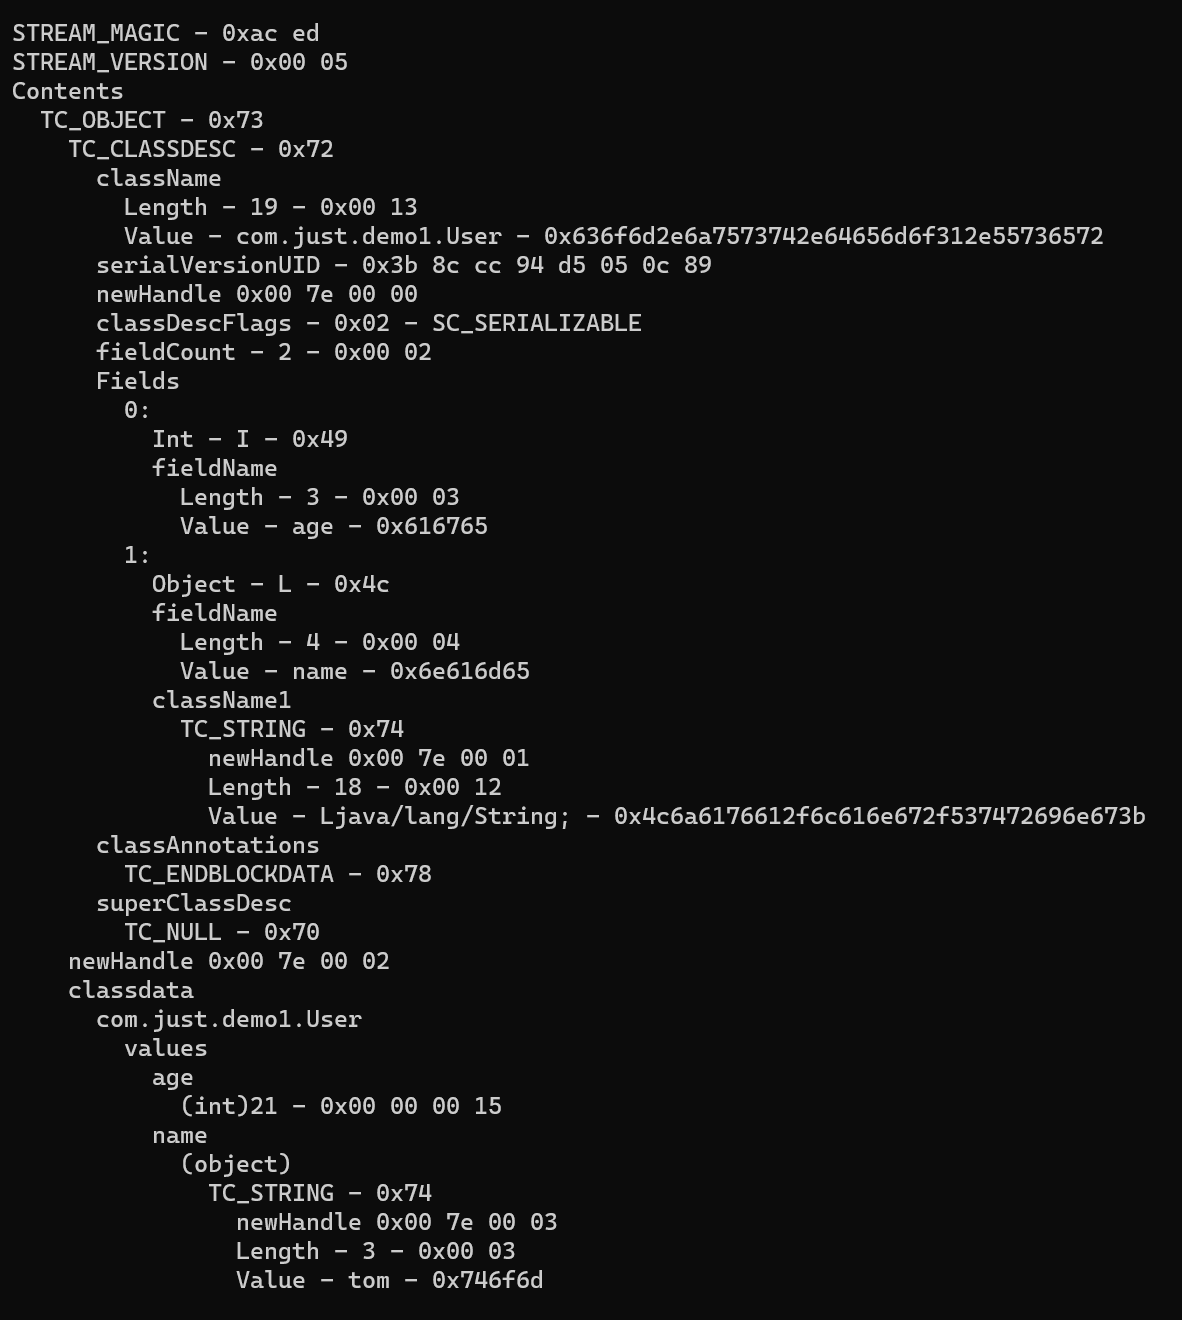 STREAM_MAGIC - 0xac ed
STREAM_VERSION - 0x00 05
Contents
  TC_OBJECT - 0x73
    TC_CLASSDESC - 0x72
      className
        Length - 19 - 0x00 13
        Value - com.just.demo1.User - 0x636f6d2e6a7573742e64656d6f312e55736572
      serialVersionUID - 0x3b 8c cc 94 d5 05 0c 89
      newHandle 0x00 7e 00 00
      classDescFlags - 0x02 - SC_SERIALIZABLE
      fieldCount - 2 - 0x00 02
      Fields
        0:
          Int - I - 0x49
          fieldName
            Length - 3 - 0x00 03
            Value - age - 0x616765
        1:
          Object - L - 0x4c
          fieldName
            Length - 4 - 0x00 04
            Value - name - 0x6e616d65
          className1
            TC_STRING - 0x74
              newHandle 0x00 7e 00 01
              Length - 18 - 0x00 12
              Value - Ljava/lang/String; - 0x4c6a6176612f6c616e672f537472696e673b
      classAnnotations
        TC_ENDBLOCKDATA - 0x78
      superClassDesc
        TC_NULL - 0x70
    newHandle 0x00 7e 00 02
    classdata
      com.just.demo1.User
        values
          age
            (int)21 - 0x00 00 00 15
          name
            (object)
              TC_STRING - 0x74
                newHandle 0x00 7e 00 03
                Length - 3 - 0x00 03
                Value - tom - 0x746f6d